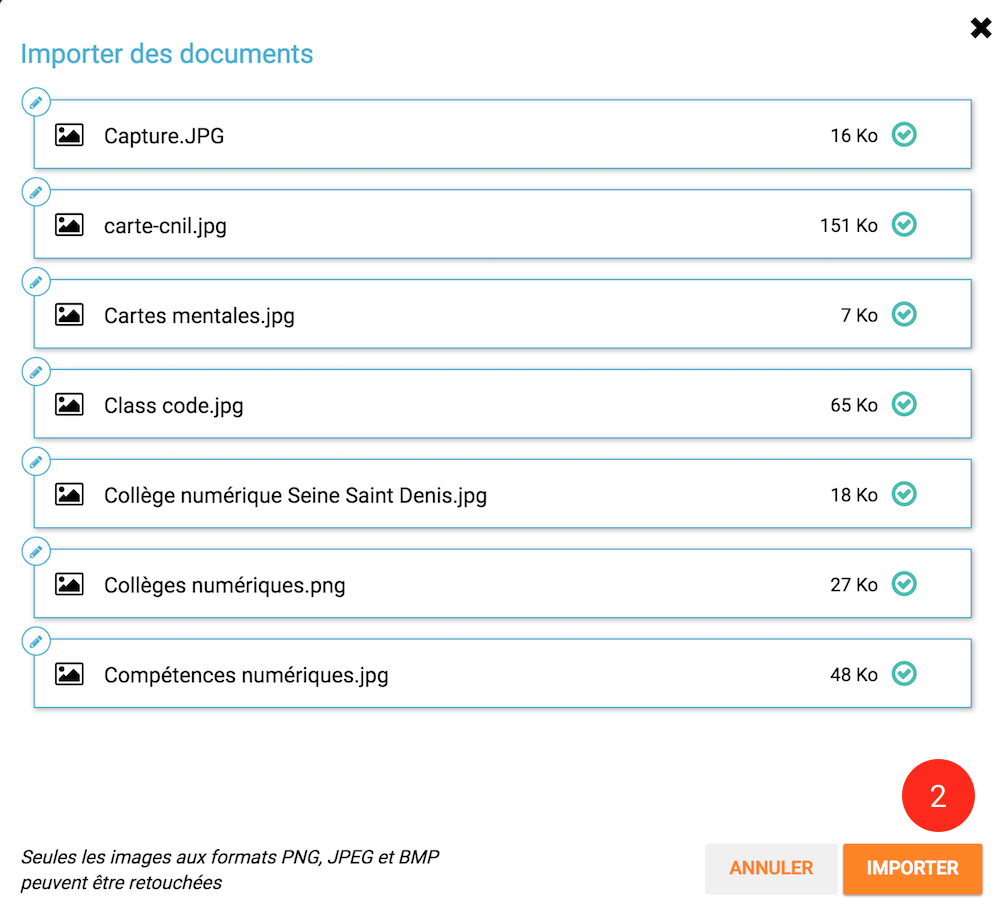 Importer des documents
Capture.JPG 16 Ko
carte-cnil.jpg 151 Ko
Cartes mentales.jpg 7 Ko
Class code.jpg 65 Ko
Collège numérique Seine Saint Denis.jpg 18 Ko
Collèges numériques.png 27 Ko
Compétences numériques.jpg 48 Ko
2
Seules les images aux formats PNG, JPEG et BMP
peuvent être retouchées
ANNULER IMPORTER